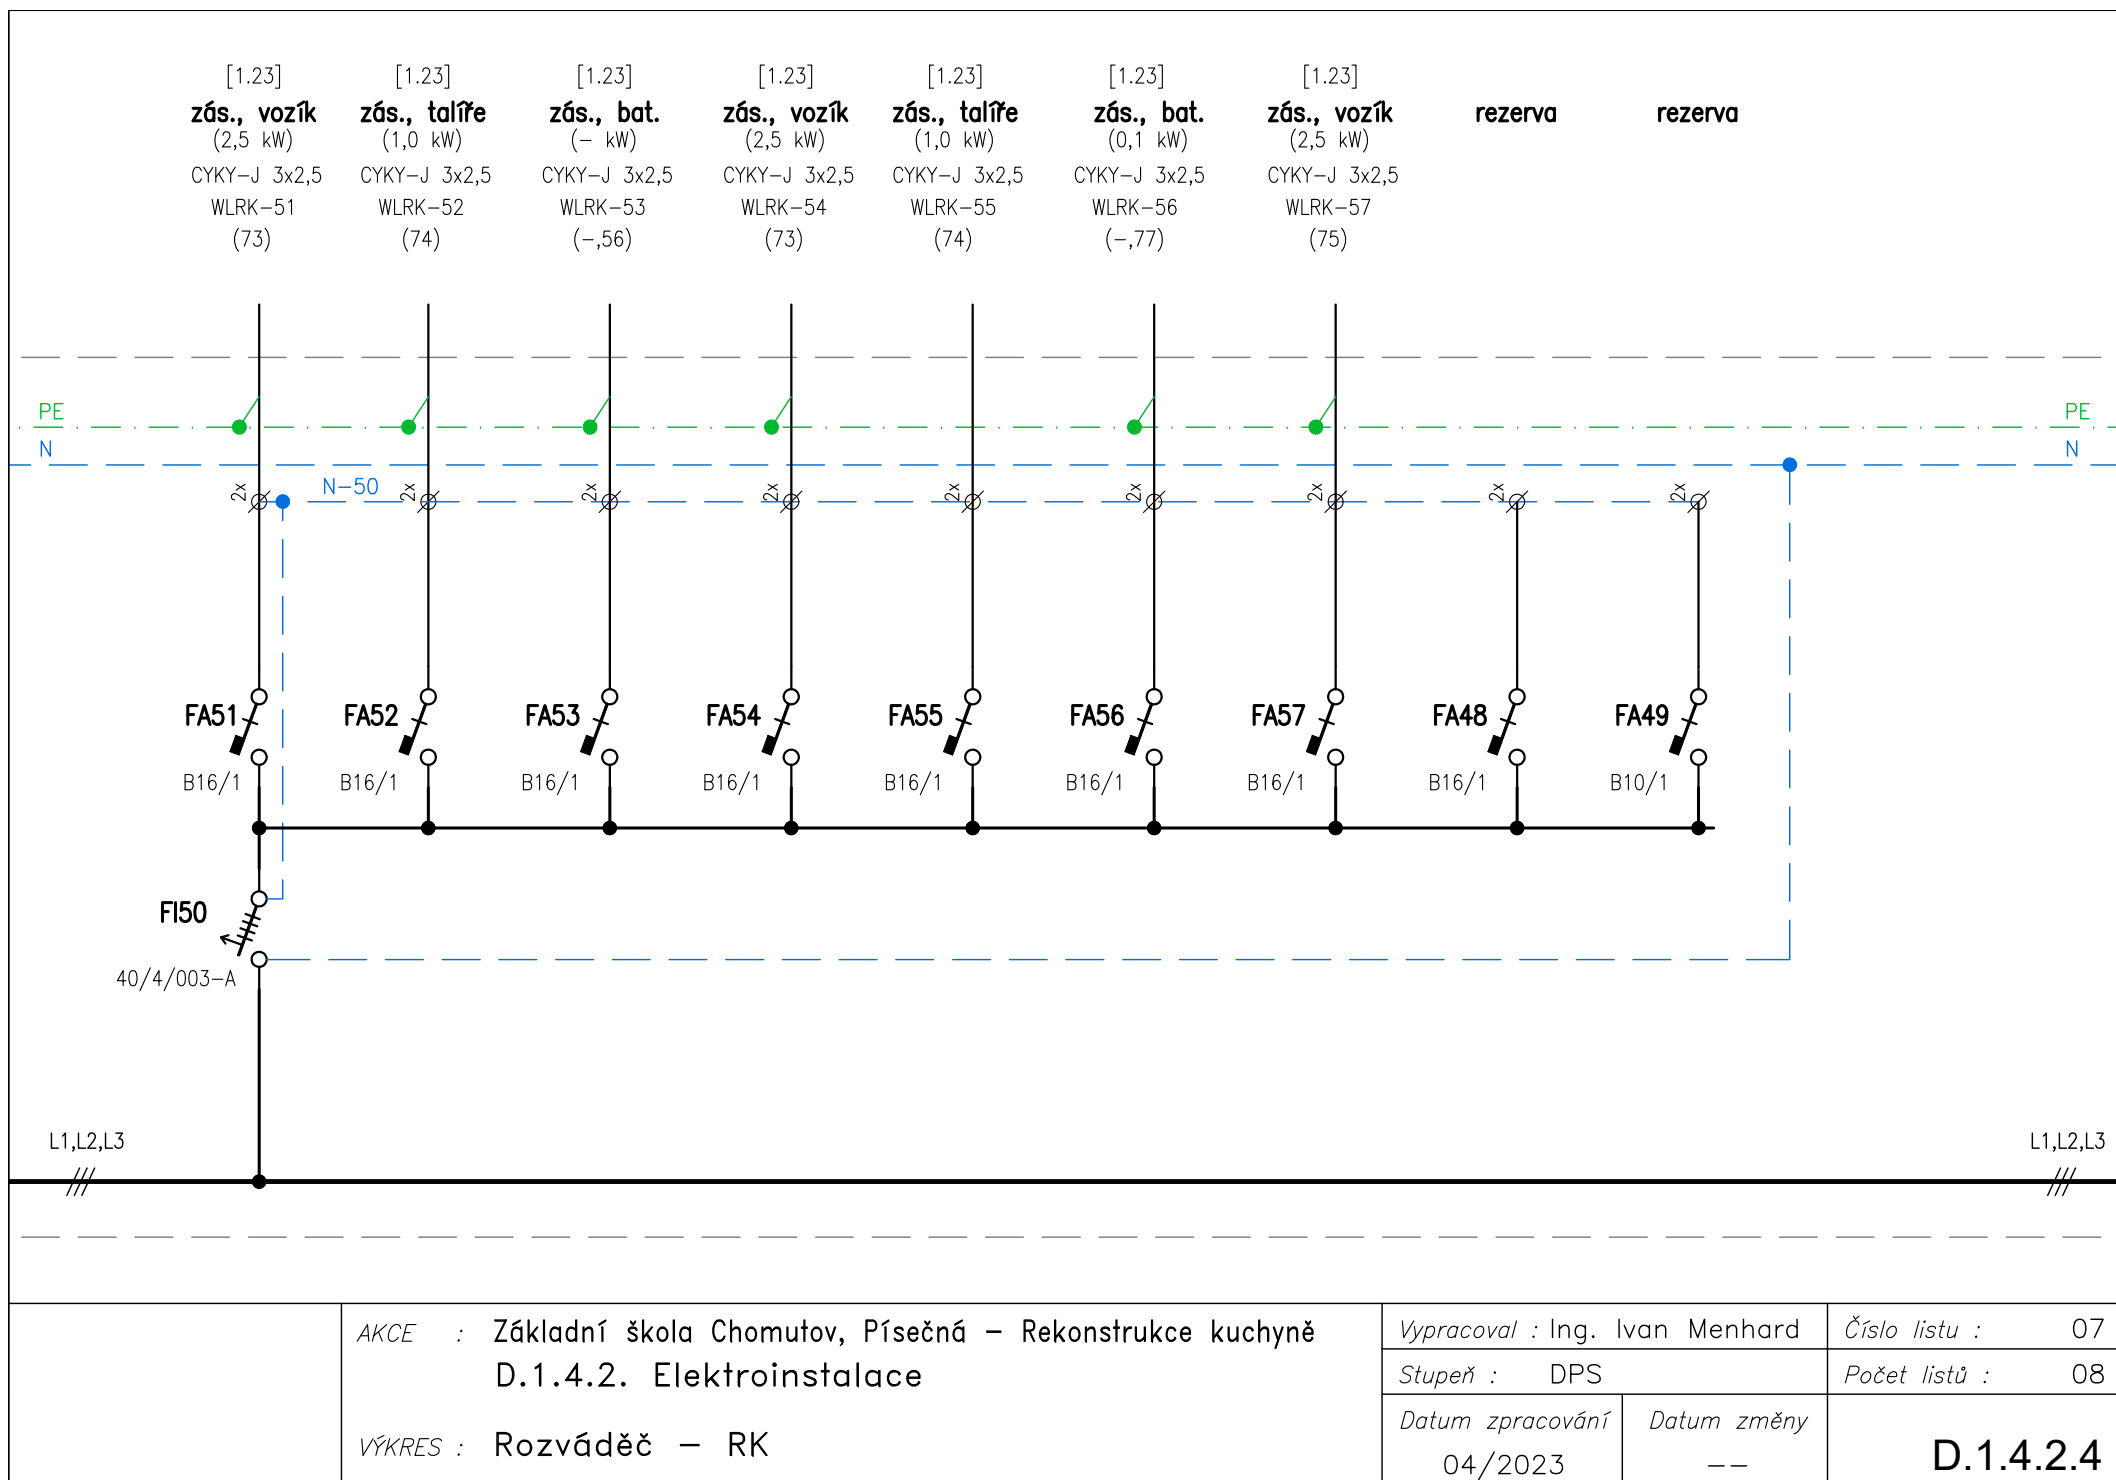 [1.23] [1.23] [1.23] [1.23] [1.23] [1.23] [1.23]
zás., vozík zás., talíře zás., bat. zás., vozík zás., talíře zás., bat. zás., vozík rezerva rezerva
(2,5 kW) (1,0 kW) (– kW) (2,5 kW) (1,0 kW) (0,1 kW) (2,5 kW)
CYKY–J 3x2,5 CYKY–J 3x2,5 CYKY–J 3x2,5 CYKY–J 3x2,5 CYKY–J 3x2,5 CYKY–J 3x2,5 CYKY–J 3x2,5
WLRK–51 WLRK–52 WLRK–53 WLRK–54 WLRK–55 WLRK–56 WLRK–57
(73) (74) (–,56) (73) (74) (–,77) (75)
PE PE
N N
N–50
2x 2x 2x 2x 2x 2x 2x 2x 2x
FA51 FA52 FA53 FA54 FA55 FA56 FA57 FA48 FA49
B16/1 B16/1 B16/1 B16/1 B16/1 B16/1 B16/1 B16/1 B10/1
FI50
40/4/003–A
L1,L2,L3 L1,L2,L3
AKCE : Základní škola Chomutov, Písečná – Rekonstrukce kuchyně
D.1.4.2. Elektroinstalace
VÝKRES : Rozváděč – RK
Vypracoval : Ing. Ivan Menhard Číslo listu : 07
Stupeň : DPS Počet listů : 08
Datum zpracování Datum změny
04/2023 –– D.1.4.2.4